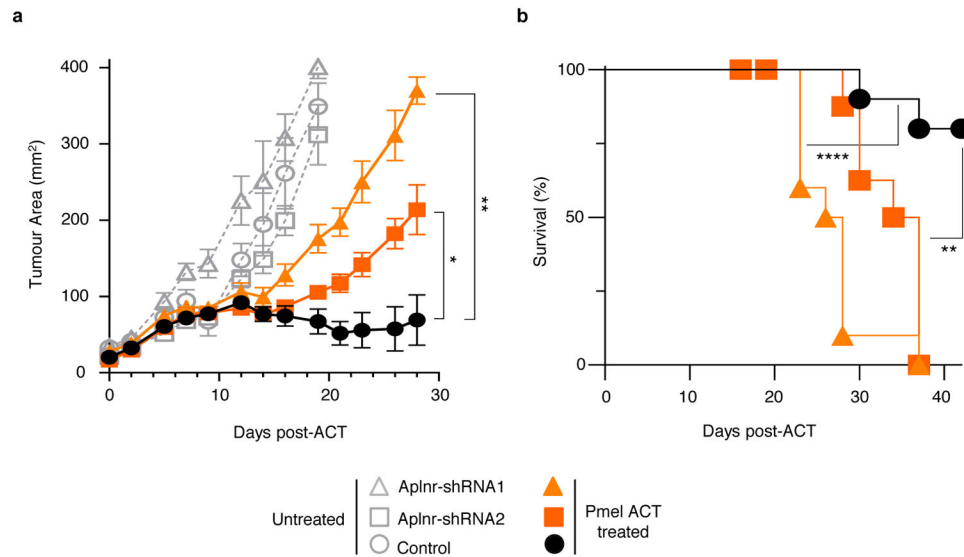 a
b
400
300
200
100
0
Tumour Area (mm²)
0
10
20
30
Days post-ACT
*
**
100
50
0
Survival (%)
0
10
20
30
40
Days post-ACT
****
**
Untreated
Aplnr-shRNA1
Aplnr-shRNA2
Control
Pmel ACT
treated